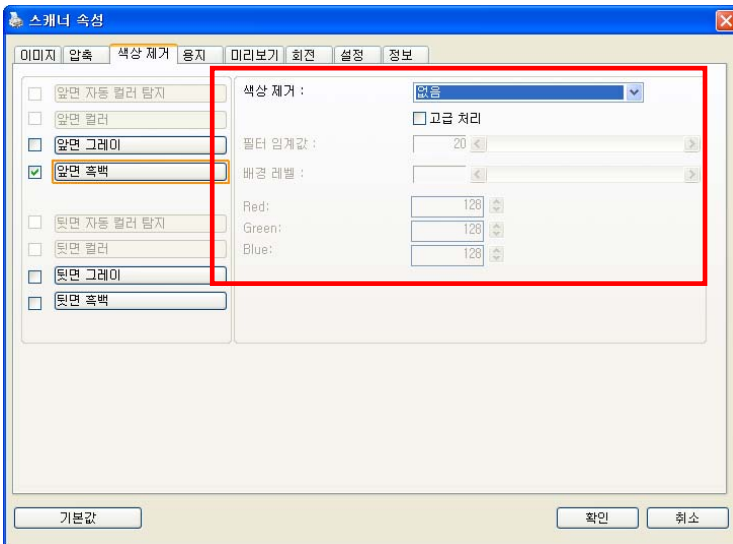 스캐너 속성
이미지 압축 색상 제거 용지 미리보기 회전 설정 정보
앞면 자동 컬러 탐지
앞면 컬러
앞면 그레이
앞면 흑백
뒷면 자동 컬러 탐지
뒷면 컬러
뒷면 그레이
뒷면 흑백
색상 제거 : 없음
고급 처리
필터 임계값 : 20
배경 레벨 :
Red: 128
Green: 128
Blue: 128
기본값 확인 취소